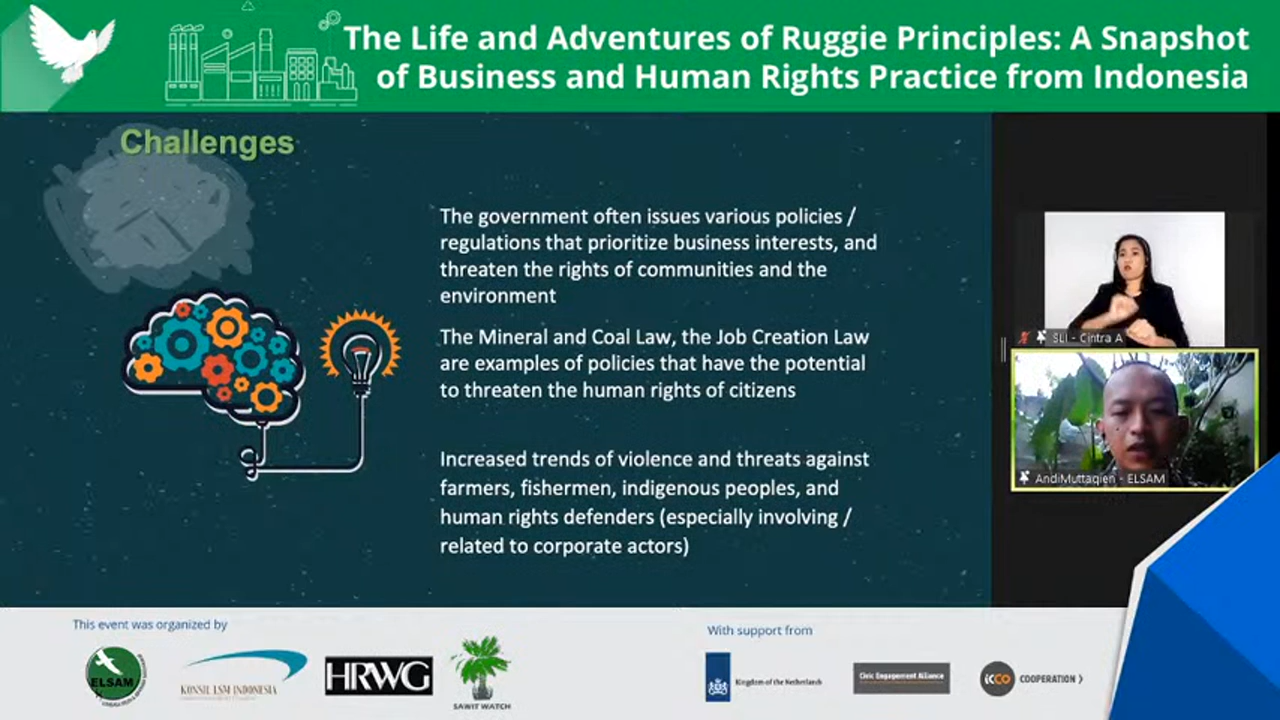 The Life and Adventures of Ruggie Principles: A Snapshot
of Business and Human Rights Practice from Indonesia
Challenges
The government often issues various policies /
regulations that prioritize business interests, and
threaten the rights of communities and the
environment
The Mineral and Coal Law, the Job Creation Law
are examples of policies that have the potential
to threaten the human rights of citizens
Increased trends of violence and threats against
farmers, fishermen, indigenous peoples, and
human rights defenders (especially involving /
related to corporate actors)
SLI - Cintra A
AndiMuttaqien - ELSAM
This event was organized by
ELSAM
KONSIL LSM INDONESIA
HRWG
SAWIT WATCH
With support from
Kingdom of the Netherlands
Civic Engagement Alliance
icco COOPERATION